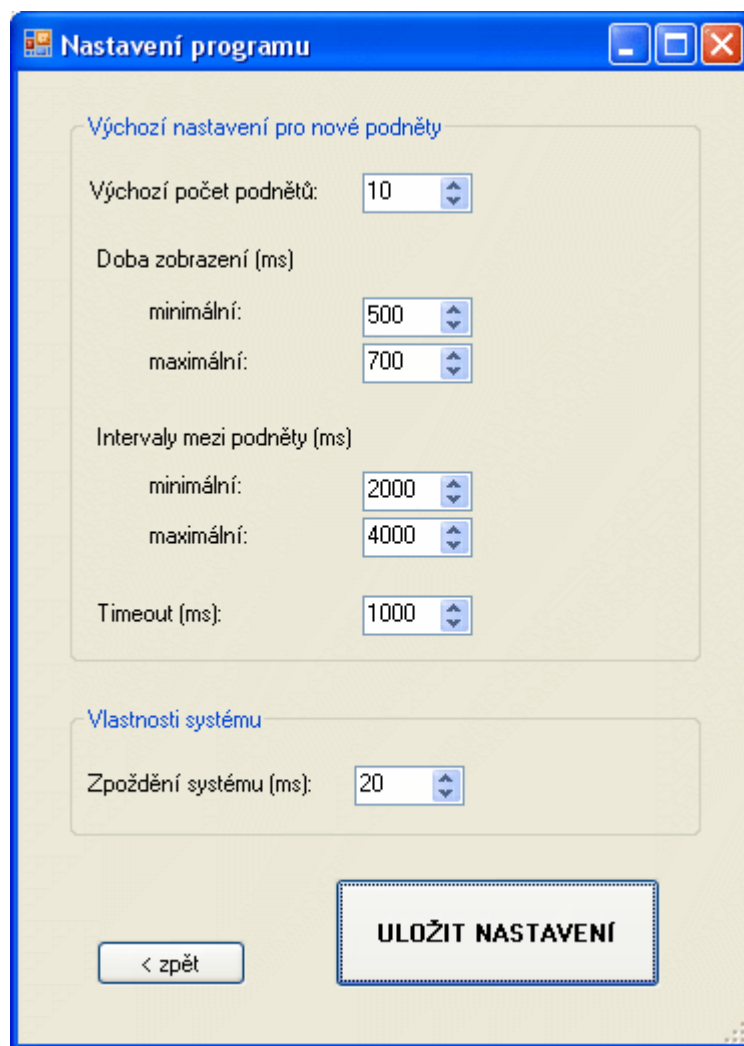 Nastavení programu
Výchozí nastavení pro nové podněty
Výchozí počet podnětů: 10
Doba zobrazení (ms)
minimální: 500
maximální: 700
Intervaly mezi podněty (ms)
minimální: 2000
maximální: 4000
Timeout (ms): 1000
Vlastnosti systému
Zpoždění systému (ms): 20
ULOŽIT NASTAVENÍ
< zpět